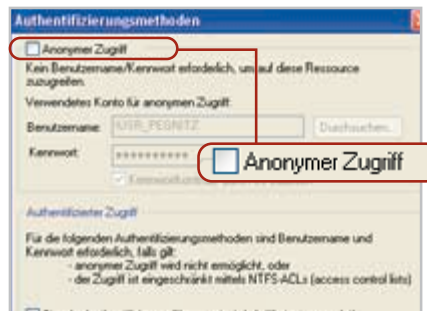 Authentifizierungsmethoden
Anonymer Zugriff
Kein Benutzername/Kennwort erforderlich, um auf diese Ressource
zuzugreifen.
Verwendetes Konto für anonymen Zugriff:
Benutzername: IUSR_PEGNITZ Durchsuchen...
Kennwort: **********
Anonymer Zugriff
Authentifizierter Zugriff
Für die folgenden Authentifizierungsmethoden sind Benutzername und
Kennwort erforderlich, falls gilt:
- anonymer Zugriff wird nicht ermöglicht, oder
- der Zugriff ist eingeschränkt mittels NTFS-ACLs (access control lists)